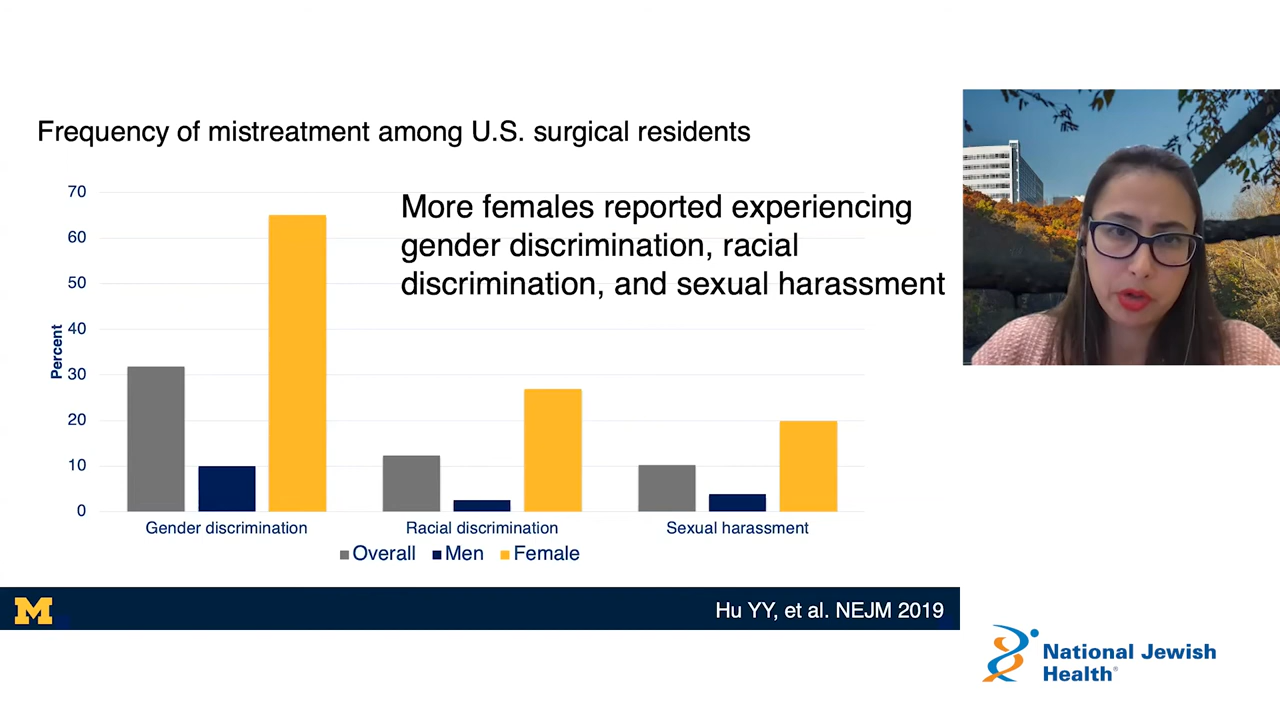 Frequency of mistreatment among U.S. surgical residents
More females reported experiencing
gender discrimination, racial
discrimination, and sexual harassment
Percent
70
60
50
40
30
20
10
0
Gender discrimination
Racial discrimination
Sexual harassment
Overall
Men
Female
M
Hu YY, et al. NEJM 2019
National Jewish
Health®